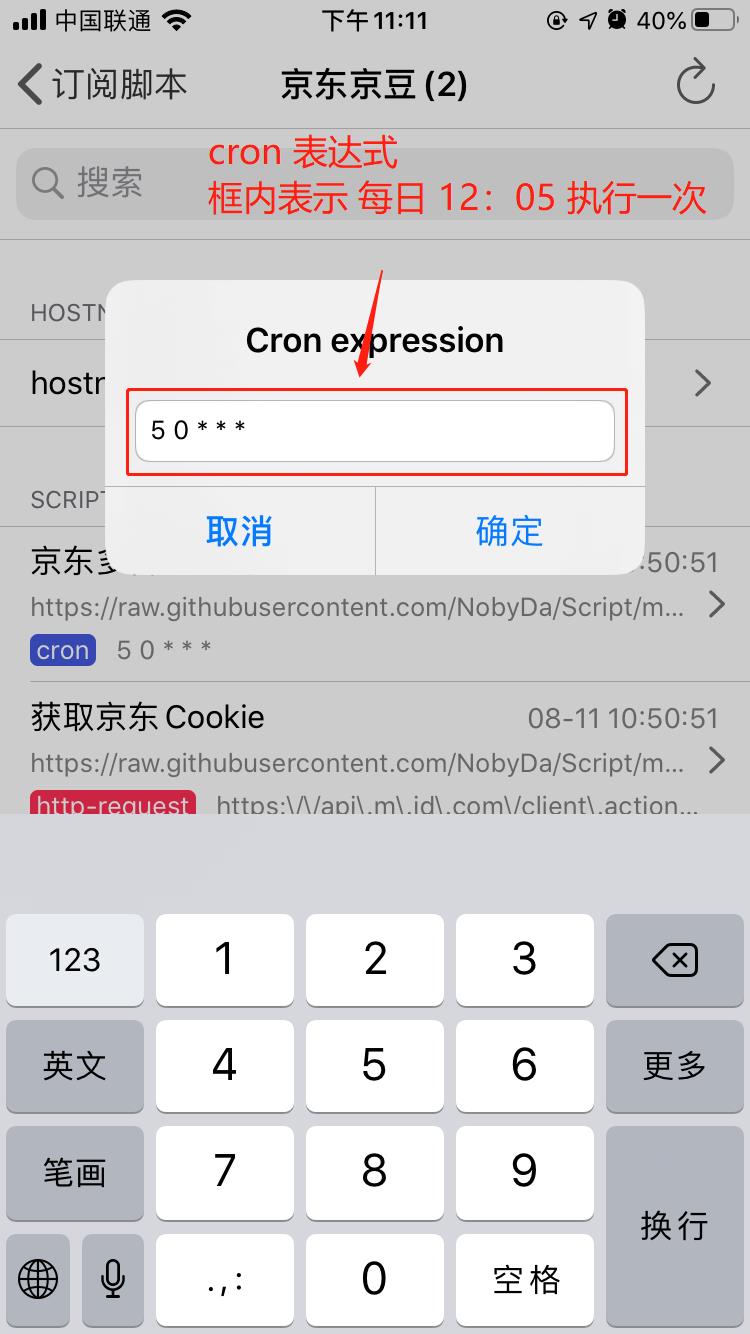 中国联通 下午11:11 40%
订阅脚本 京东京豆 (2)
cron 表达式
搜索
框内表示 每日 12：05 执行一次
HOSTN
Cron expression
hostr
5 0 * * *
SCRIPT
取消 确定
京东多 :50:51
https://raw.githubusercontent.com/NobyDa/Script/m...
cron 5 0 * * *
获取京东 Cookie 08-11 10:50:51
https://raw.githubusercontent.com/NobyDa/Script/m...
http-request https:\/\/api\.m\.jd\.com\/client\.action...
123 1 2 3
英文 4 5 6 更多
笔画 7 8 9
换行
.,: 0 空格